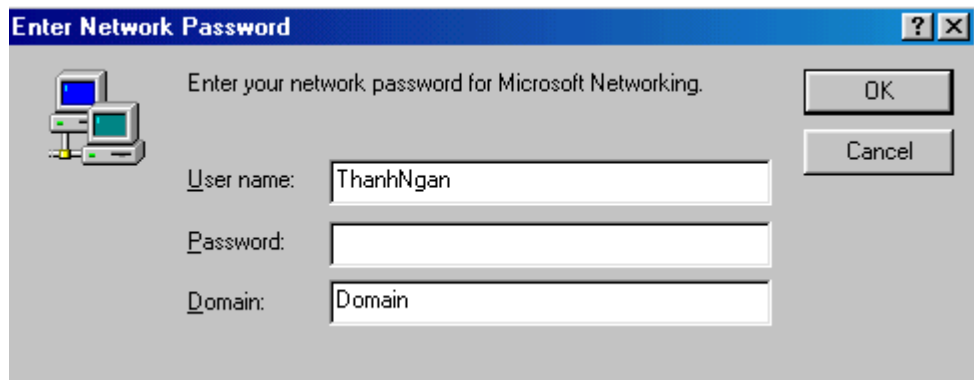 Enter Network Password
Enter your network password for Microsoft Networking.
OK
Cancel
User name: ThanhNgan
Password:
Domain: Domain